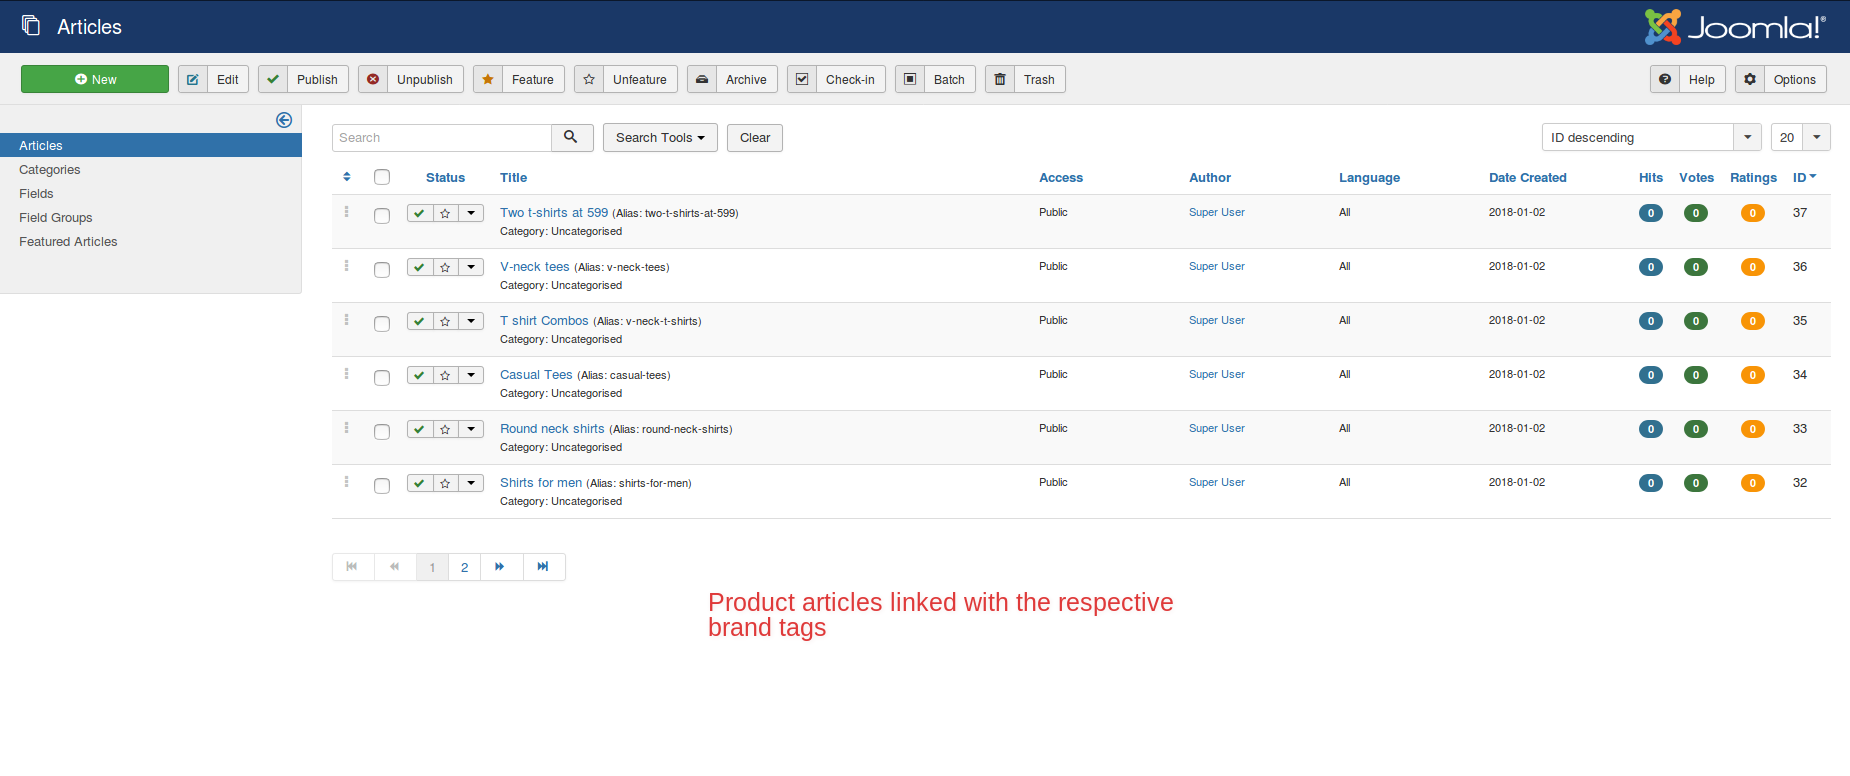 Articles
Joomla!®
New Edit Publish Unpublish Feature Unfeature Archive Check-in Batch Trash Help Options
Articles
Categories
Fields
Field Groups
Featured Articles
Search Search Tools Clear ID descending 20
Status Title Access Author Language Date Created Hits Votes Ratings ID
Two t-shirts at 599 (Alias: two-t-shirts-at-599) Public Super User All 2018-01-02 0 0 0 37
Category: Uncategorised
V-neck tees (Alias: v-neck-tees) Public Super User All 2018-01-02 0 0 0 36
Category: Uncategorised
T shirt Combos (Alias: v-neck-t-shirts) Public Super User All 2018-01-02 0 0 0 35
Category: Uncategorised
Casual Tees (Alias: casual-tees) Public Super User All 2018-01-02 0 0 0 34
Category: Uncategorised
Round neck shirts (Alias: round-neck-shirts) Public Super User All 2018-01-02 0 0 0 33
Category: Uncategorised
Shirts for men (Alias: shirts-for-men) Public Super User All 2018-01-02 0 0 0 32
Category: Uncategorised
1 2
Product articles linked with the respective
brand tags